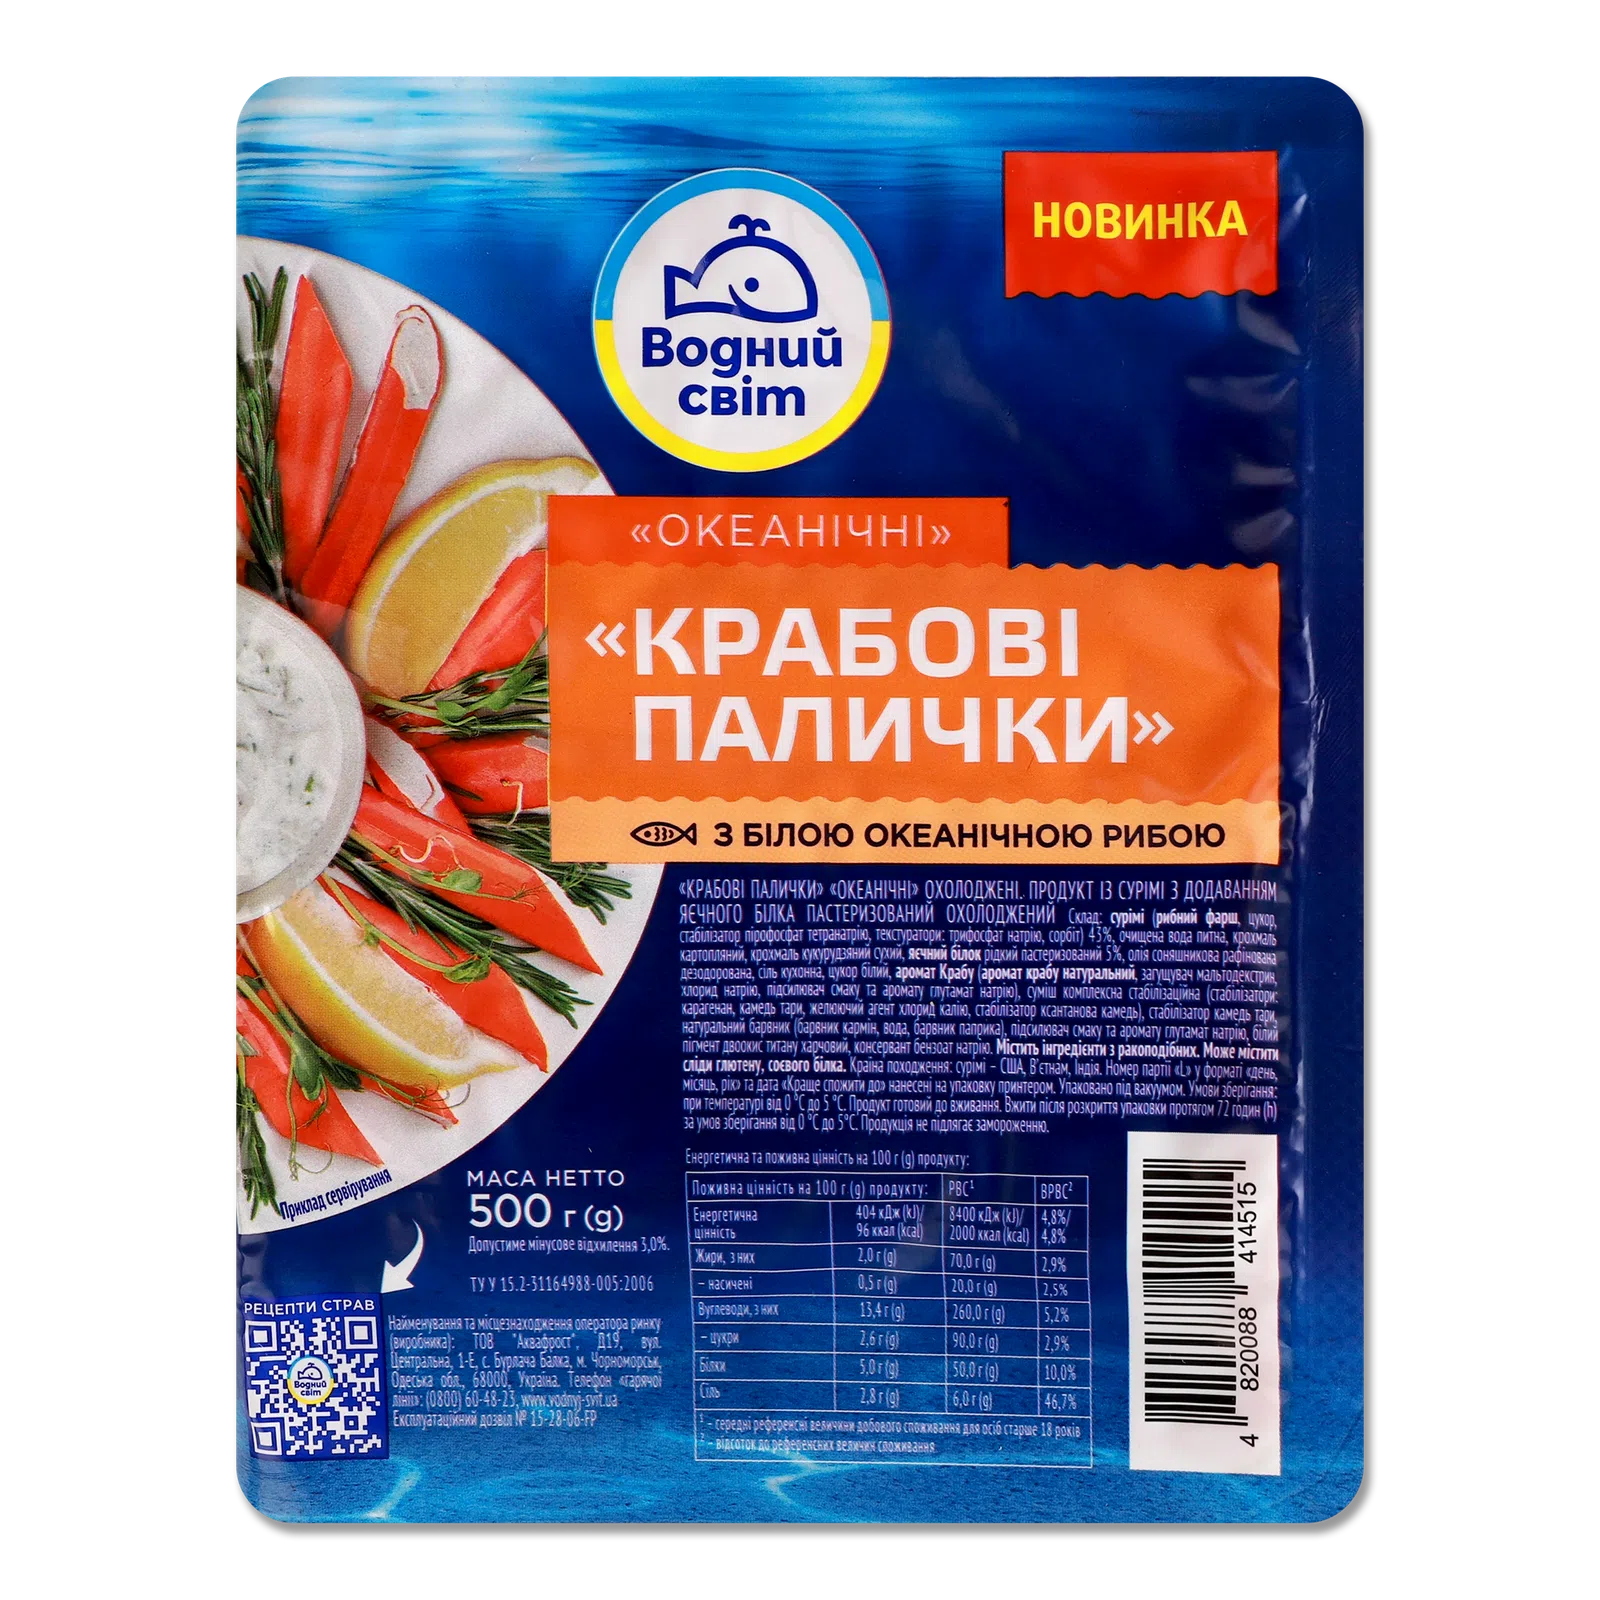 НОВИНКА
Водний
світ
«ОКЕАНІЧНІ»
«КРАБОВІ
ПАЛИЧКИ»
З БІЛОЮ ОКЕАНІЧНОЮ РИБОЮ
«КРАБОВІ ПАЛИЧКИ» «ОКЕАНІЧНІ» ОХОЛОДЖЕНІ. ПРОДУКТ ІЗ СУРІМІ З ДОДАВАННЯМ
ЯЄЧНОГО БІЛКА ПАСТЕРИЗОВАНИЙ ОХОЛОДЖЕНИЙ Склад: сурімі (рибний фарш, цукор,
стабілізатор пірофосфат тетранатрію, текстуратори: трифосфат натрію, сорбіт) 43%, очищена вода питна, крохмаль
картопляний, крохмаль кукурудзяний сухий, яєчний білок рідкий пастеризований 5%, олія соняшникова рафінована
дезодорована, сіль кухонна, цукор білий, аромат Крабу (аромат крабу натуральний, загущувач мальтодекстрин,
хлорид натрію, підсилювач смаку та аромату глутамат натрію), суміш комплексна стабілізаційна (стабілізатори:
карагенан, камедь тари, желюючий агент хлорид калію, стабілізатор ксантанова камедь), стабілізатор камедь тари,
натуральний барвник (барвник кармін, вода, барвник паприка), підсилювач смаку та аромату глутамат натрію, білий
пігмент двоокис титану харчовий, консервант бензоат натрію. Містить інгредієнти з ракоподібних. Може містити
сліди глютену, соєвого білка. Країна походження: сурімі – США, В'єтнам, Індія. Номер партії «L» у форматі «день,
місяць, рік» та дата «Краще спожити до» нанесені на упаковку принтером. Упаковано під вакуумом. Умови зберігання:
при температурі від 0 °С до 5 °С. Продукт готовий до вживання. Вжити після розкриття упаковки протягом 72 годин (h)
за умов зберігання від 0 °С до 5°С. Продукція не підлягає замороженню.
Приклад сервірування
МАСА НЕТТО
500 г (g)
Допустиме мінусове відхилення 3,0%.
ТУ У 15.2-31164988-005:2006
РЕЦЕПТИ СТРАВ
Водний
світ
Найменування та місцезнаходження оператора ринку
(виробника): ТОВ "Аквафрост", Д19, вул.
Центральна, 1-Е, с. Бурлача Балка, м. Чорноморськ,
Одеська обл., 68000, Україна. Телефон «гарячої
лінії»: (0800) 60-48-23, www.vodnyj-svit.ua
Експлуатаційний дозвіл № 15-28-06-FP
Енергетична та поживна цінність на 100 г (g) продукту:
Поживна цінність на 100 г (g) продукту: РВС¹ ВРВС²
Енергетична цінність 404 кДж (kJ)/ 96 ккал (kcal) 8400 кДж (kJ)/ 2000 ккал (kcal) 4,8%/ 4,8%
Жири, з них 2,0 г (g) 70,0 г (g) 2,9%
– насичені 0,5 г (g) 20,0 г (g) 2,5%
Вуглеводи, з них 13,4 г (g) 260,0 г (g) 5,2%
– цукри 2,6 г (g) 90,0 г (g) 2,9%
Білки 5,0 г (g) 50,0 г (g) 10,0%
Сіль 2,8 г (g) 6,0 г (g) 46,7%
¹ – середні референсні величини добового споживання для осіб старше 18 років
² – відсоток до референсних величин споживання
4 820088 414515